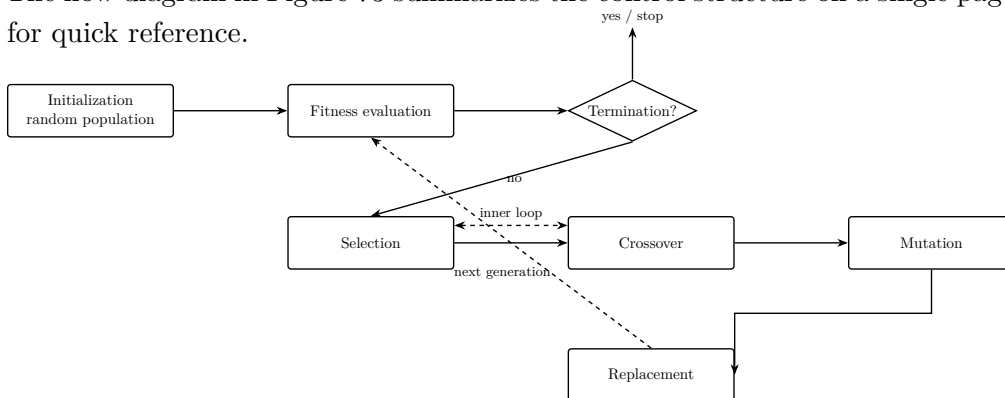 for quick reference.
yes / stop
Initialization
random population
Fitness evaluation
Termination?
no
inner loop
Selection
Crossover
Mutation
next generation
Replacement